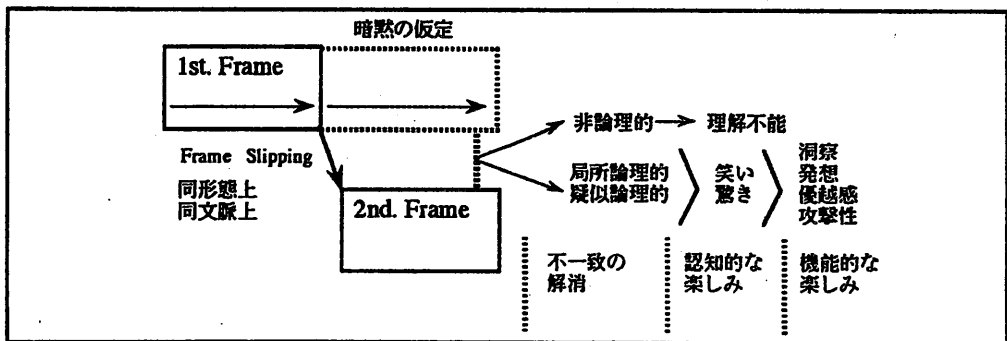 暗黙の仮定
1st. Frame
Frame Slipping
同形態上
同文脈上
2nd. Frame
非論理的
理解不能
局所論理的
疑似論理的
笑い
驚き
洞察
発想
優越感
攻撃性
不一致の
解消
認知的な
楽しみ
機能的な
楽しみ